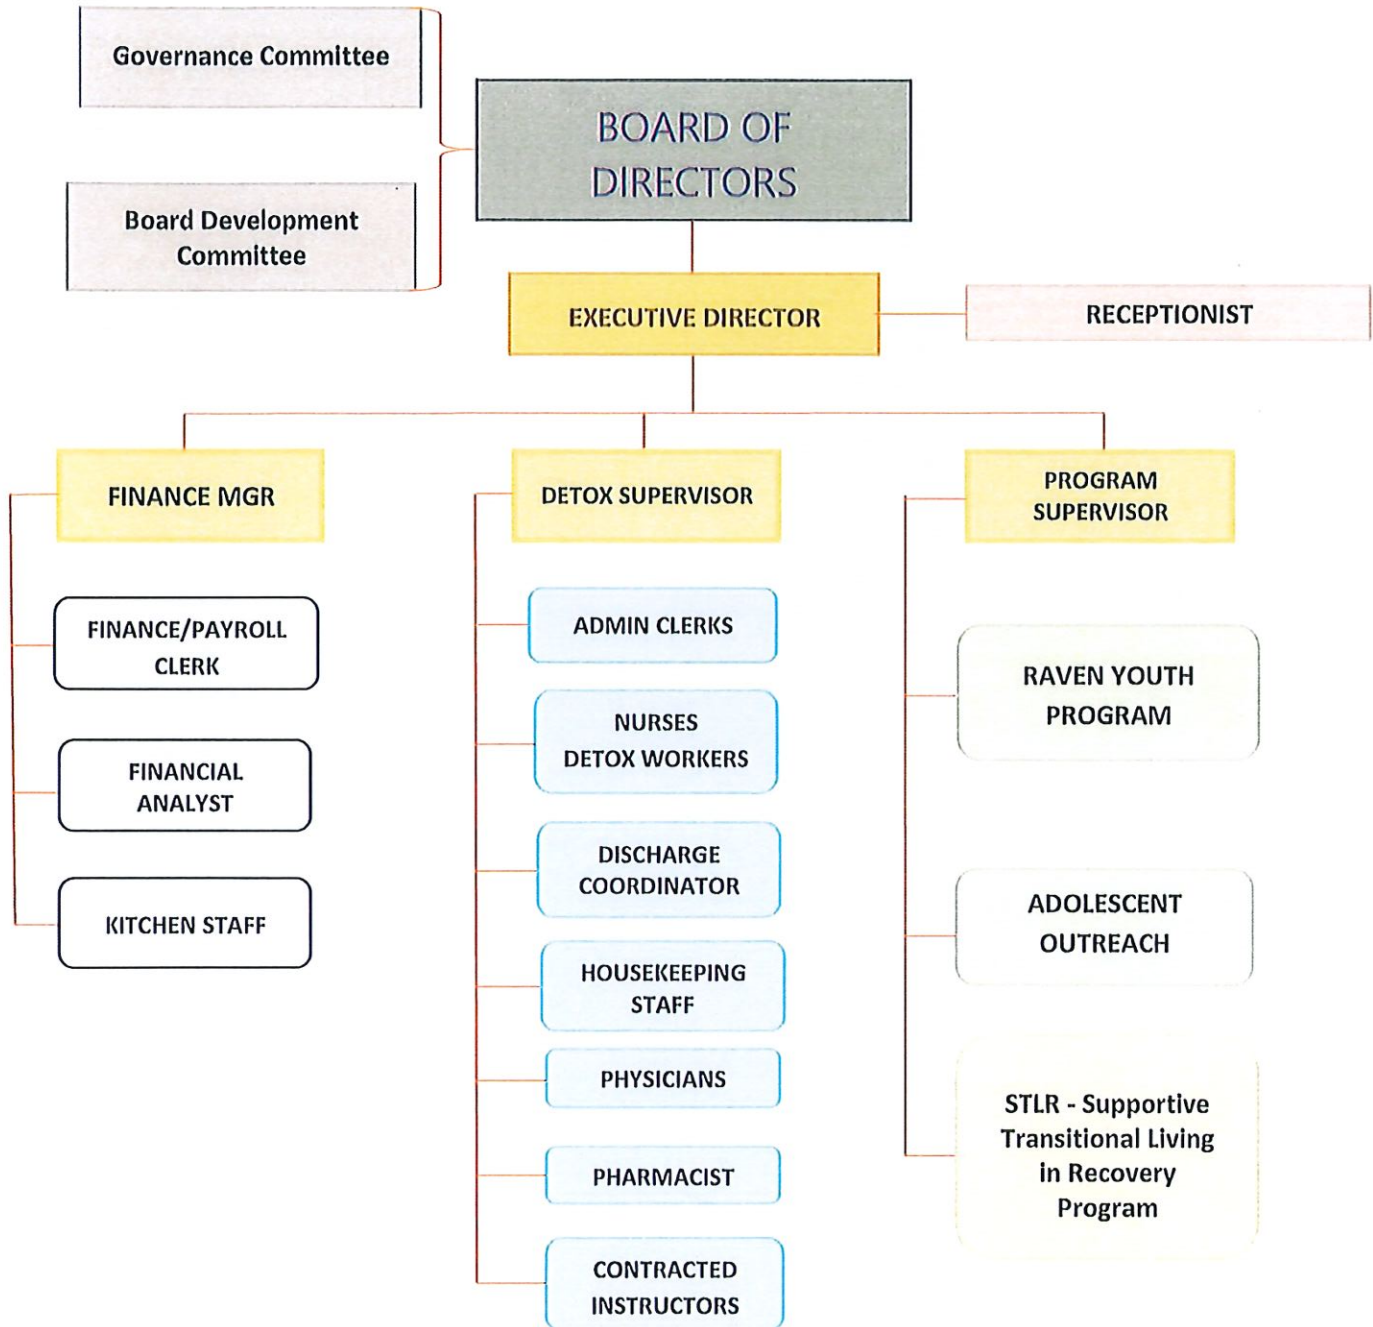 Governance Committee
BOARD OF
DIRECTORS
Board Development
Committee
EXECUTIVE DIRECTOR
RECEPTIONIST
FINANCE MGR
FINANCE/PAYROLL
CLERK
FINANCIAL
ANALYST
KITCHEN STAFF
DETOX SUPERVISOR
ADMIN CLERKS
NURSES
DETOX WORKERS
DISCHARGE
COORDINATOR
HOUSEKEEPING
STAFF
PHYSICIANS
PHARMACIST
CONTRACTED
INSTRUCTORS
PROGRAM
SUPERVISOR
RAVEN YOUTH
PROGRAM
ADOLESCENT
OUTREACH
STLR - Supportive
Transitional Living
in Recovery
Program